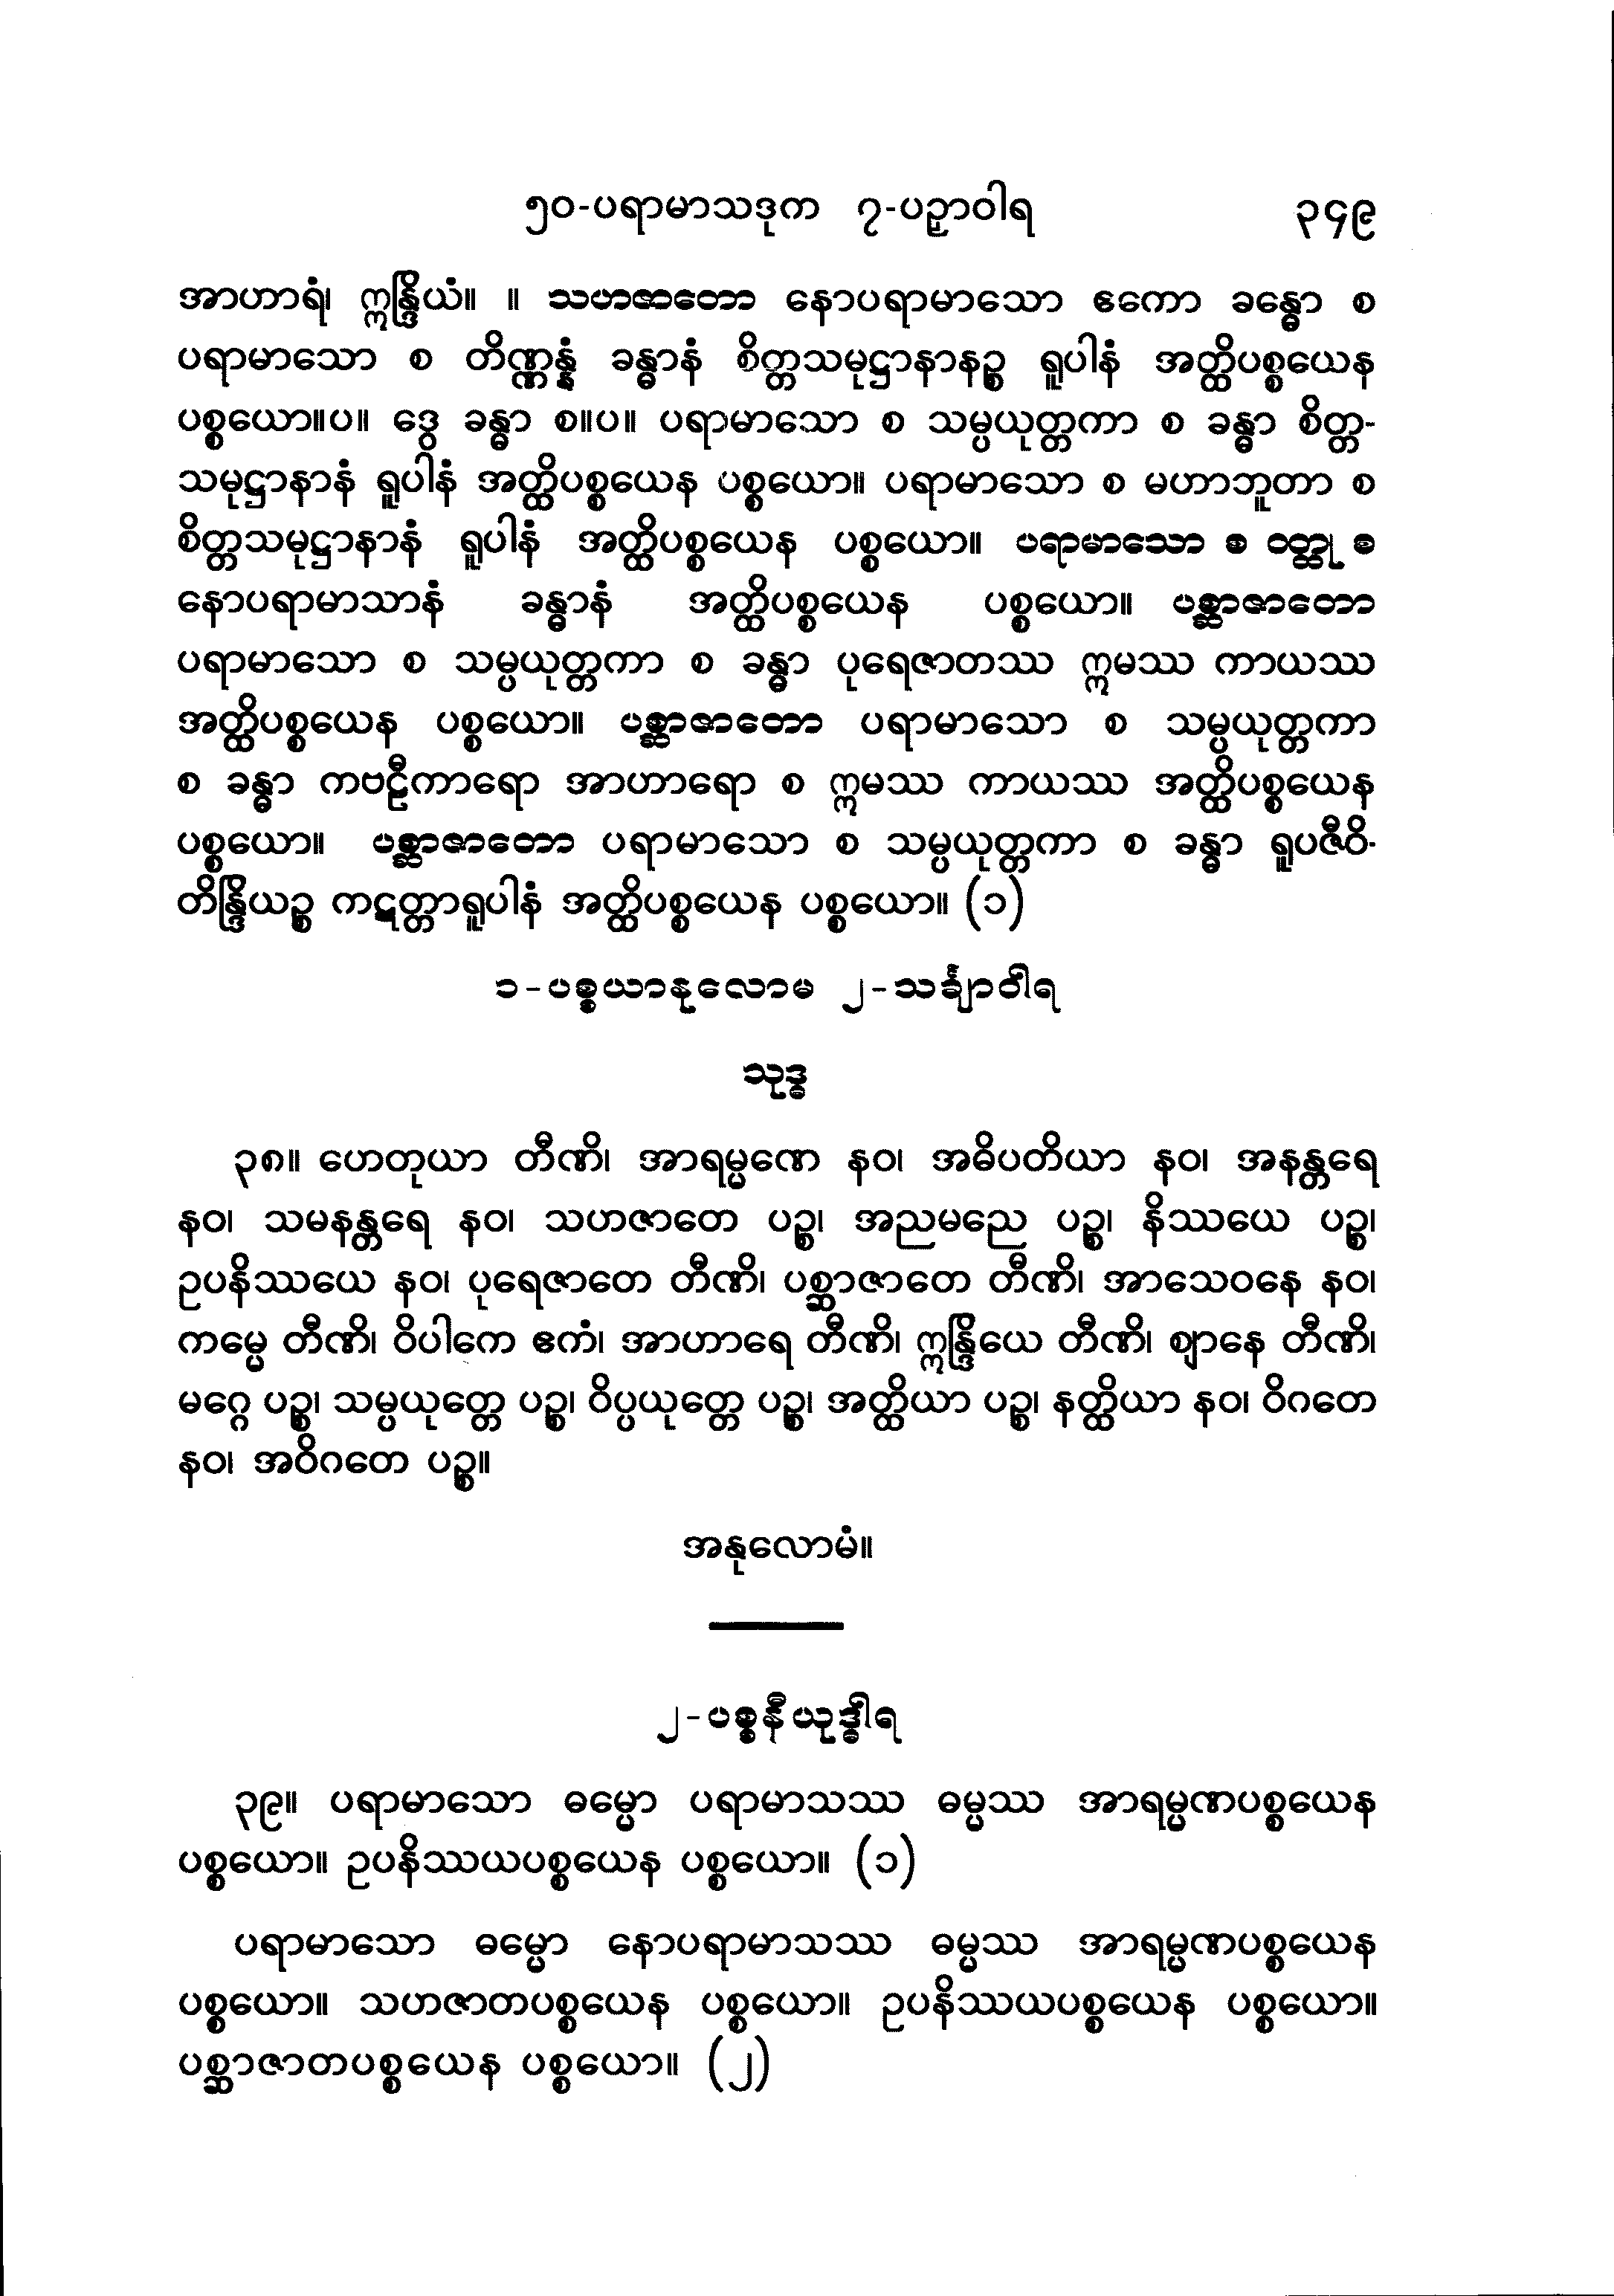 ၅၀-ပရာမာသဒုက ၇-ပဉှာဝါရ ၃၄၉
အာဟာရံ၊ ဣန္ဒြိယံ။ ။ သဟဇာတော နောပရာမာသော ဧကော ခန္ဓော စ
ပရာမာသော စ တိဏ္ဏန္နံ ခန္ဓာနံ စိတ္တသမုဋ္ဌာနာနဉ္စ ရူပါနံ အတ္ထိပစ္စယေန
ပစ္စယော။ပ။ ဒွေ ခန္ဓာ စ။ပ။ ပရာမာသော စ သမ္ပယုတ္တကာ စ ခန္ဓာ စိတ္တ-
သမုဋ္ဌာနာနံ ရူပါနံ အတ္ထိပစ္စယေန ပစ္စယော။ ပရာမာသော စ မဟာဘူတာ စ
စိတ္တသမုဋ္ဌာနာနံ ရူပါနံ အတ္ထိပစ္စယေန ပစ္စယော။ ပရာမာသော စ ဝတ္ထု စ
နောပရာမာသာနံ ခန္ဓာနံ အတ္ထိပစ္စယေန ပစ္စယော။ ပစ္ဆာဇာတော
ပရာမာသော စ သမ္ပယုတ္တကာ စ ခန္ဓာ ပုရေဇာတဿ ဣမဿ ကာယဿ
အတ္ထိပစ္စယေန ပစ္စယော။ ပစ္ဆာဇာတော ပရာမာသော စ သမ္ပယုတ္တကာ
စ ခန္ဓာ ကဗဠီကာရော အာဟာရော စ ဣမဿ ကာယဿ အတ္ထိပစ္စယေန
ပစ္စယော။ ပစ္ဆာဇာတော ပရာမာသော စ သမ္ပယုတ္တကာ စ ခန္ဓာ ရူပဇီဝိ-
တိန္ဒြိယဉ္စ ကဋတ္တာရူပါနံ အတ္ထိပစ္စယေန ပစ္စယော။ (၁)
၁-ပစ္စယာနုလောမ ၂-သင်္ချာဝါရ
သုဒ္ဓ
၃၈။ ဟေတုယာ တီဏိ၊ အာရမ္မဏေ နဝ၊ အဓိပတိယာ နဝ၊ အနန္တရေ
နဝ၊ သမနန္တရေ နဝ၊ သဟဇာတေ ပဉ္စ၊ အညမညေ ပဉ္စ၊ နိဿယေ ပဉ္စ၊
ဥပနိဿယေ နဝ၊ ပုရေဇာတေ တီဏိ၊ ပစ္ဆာဇာတေ တီဏိ၊ အာသေဝနေ နဝ၊
ကမ္မေ တီဏိ၊ ဝိပါကေ ဧကံ၊ အာဟာရေ တီဏိ၊ ဣန္ဒြိယေ တီဏိ၊ ဈာနေ တီဏိ၊
မဂ္ဂေ ပဉ္စ၊ သမ္ပယုတ္တေ ပဉ္စ၊ ဝိပ္ပယုတ္တေ ပဉ္စ၊ အတ္ထိယာ ပဉ္စ၊ နတ္ထိယာ နဝ၊ ဝိဂတေ
နဝ၊ အဝိဂတေ ပဉ္စ။
အနုလောမံ။
၂-ပစ္စနီယုဒ္ဓါရ
၃၉။ ပရာမာသော ဓမ္မော ပရာမာသဿ ဓမ္မဿ အာရမ္မဏပစ္စယေန
ပစ္စယော။ ဥပနိဿယပစ္စယေန ပစ္စယော။ (၁)
ပရာမာသော ဓမ္မော နောပရာမာသဿ ဓမ္မဿ အာရမ္မဏပစ္စယေန
ပစ္စယော။ သဟဇာတပစ္စယေန ပစ္စယော။ ဥပနိဿယပစ္စယေန ပစ္စယော။
ပစ္ဆာဇာတပစ္စယေန ပစ္စယော။ (၂)